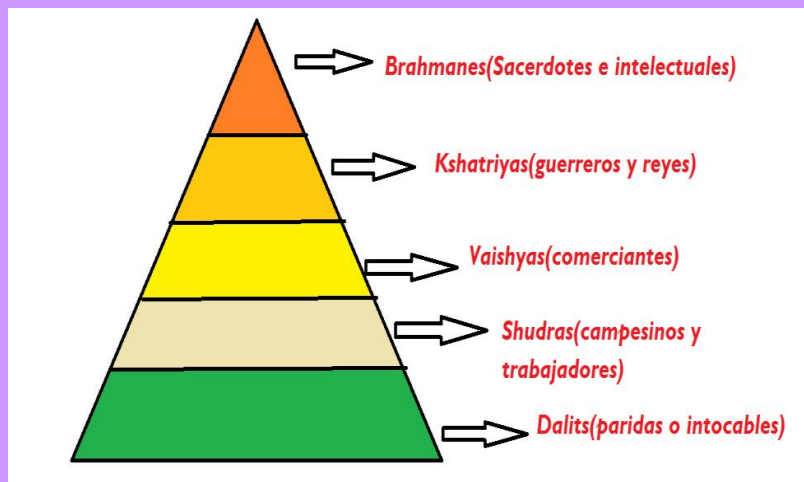 Brahmanes(Sacerdotes e intelectuales)
Kshatriyas(guerreros y reyes)
Vaishyas(comerciantes)
Shudras(campesinos y
trabajadores)
Dalits(paridas o intocables)